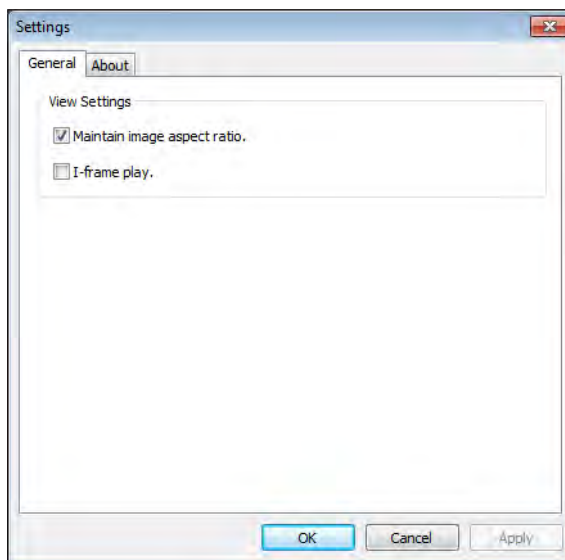 Settings
General About
View Settings
Maintain image aspect ratio.
I-frame play.
OK Cancel Apply